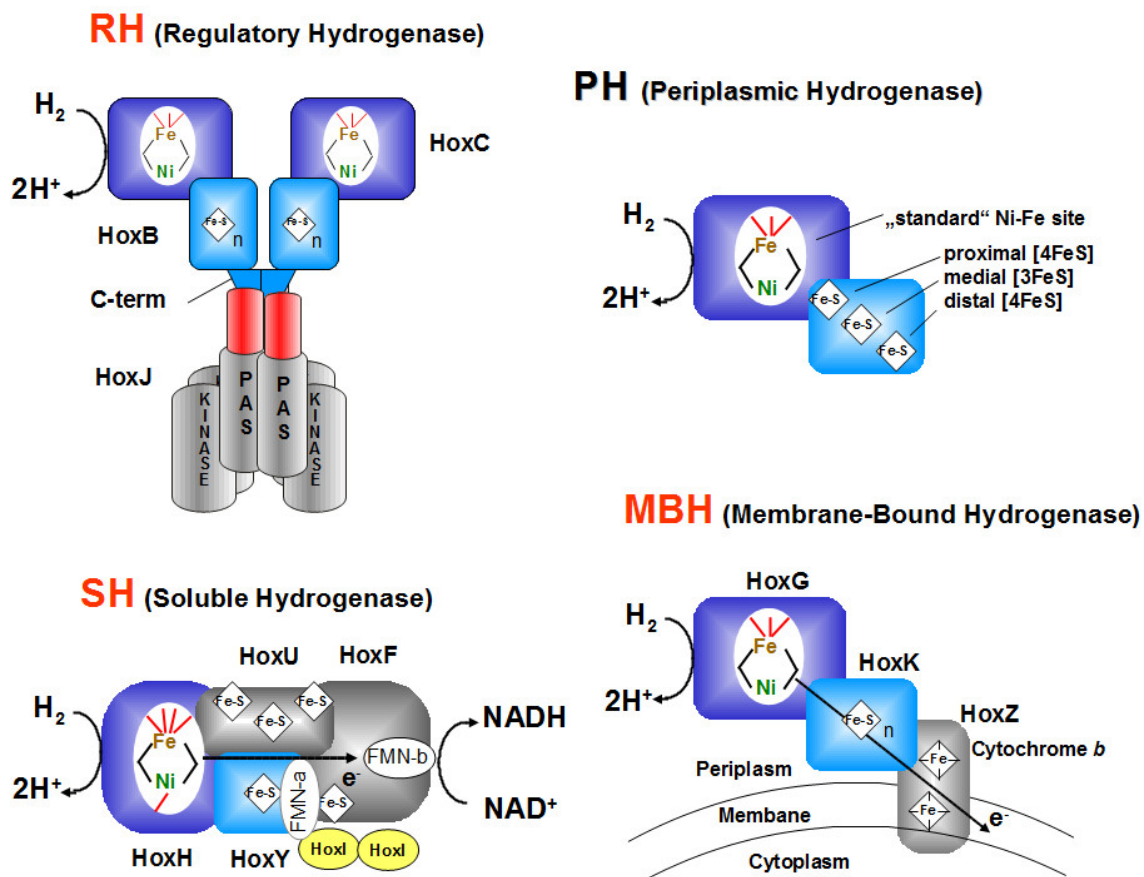 RH (Regulatory Hydrogenase)
H2
2H+
Fe
Ni
Fe
Ni
HoxC
HoxB
Fe-S
n
Fe-S
n
C-term
HoxJ
PAS
PAS
KINASE
KINASE
PH (Periplasmic Hydrogenase)
H2
2H+
Fe
Ni
„standard“ Ni-Fe site
proximal [4FeS]
medial [3FeS]
distal [4FeS]
Fe-S
Fe-S
Fe-S
SH (Soluble Hydrogenase)
HoxU
HoxF
H2
2H+
Fe
Ni
Fe-S
Fe-S
Fe-S
FMN-b
e-
Fe-S
FMN-a
Fe-S
NADH
NAD+
HoxH
HoxY
HoxI
HoxI
MBH (Membrane-Bound Hydrogenase)
HoxG
H2
2H+
Fe
Ni
HoxK
Fe-S
n
HoxZ
Cytochrome b
Fe
Fe
Periplasm
Membane
e-
Cytoplasm